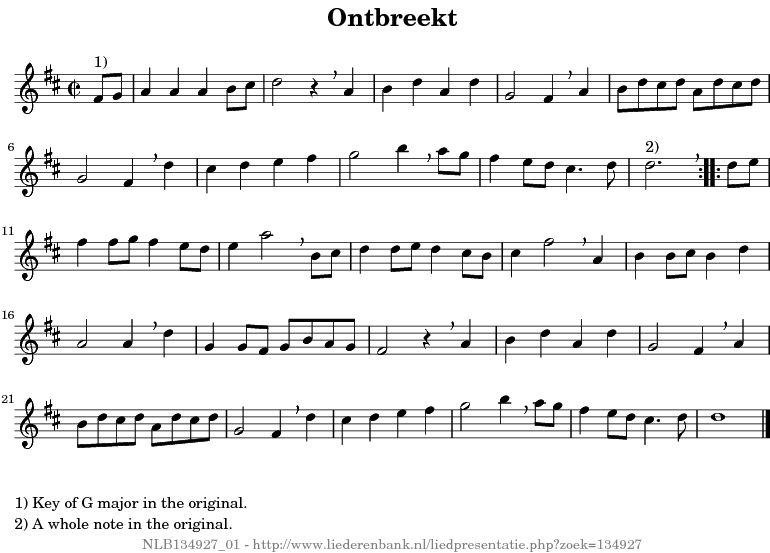 Ontbreekt
1)
6
2)
11
16
21
1) Key of G major in the original.
2) A whole note in the original.
NLB134927_01 - http://www.liederenbank.nl/liedpresentatie.php?zoek=134927